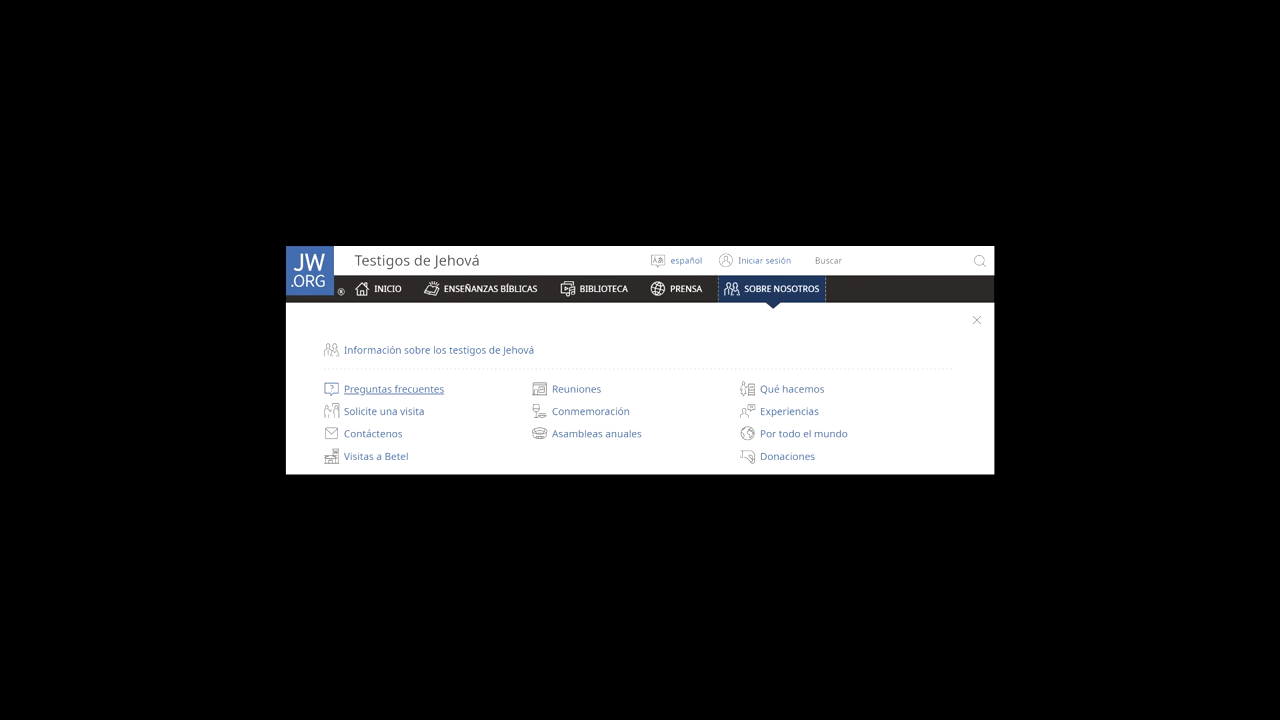 JW
.ORG
®
Testigos de Jehová
español
Iniciar sesión
Buscar
INICIO
ENSEÑANZAS BÍBLICAS
BIBLIOTECA
PRENSA
SOBRE NOSOTROS
Información sobre los testigos de Jehová
Preguntas frecuentes
Solicite una visita
Contáctenos
Visitas a Betel
Reuniones
Conmemoración
Asambleas anuales
Qué hacemos
Experiencias
Por todo el mundo
Donaciones